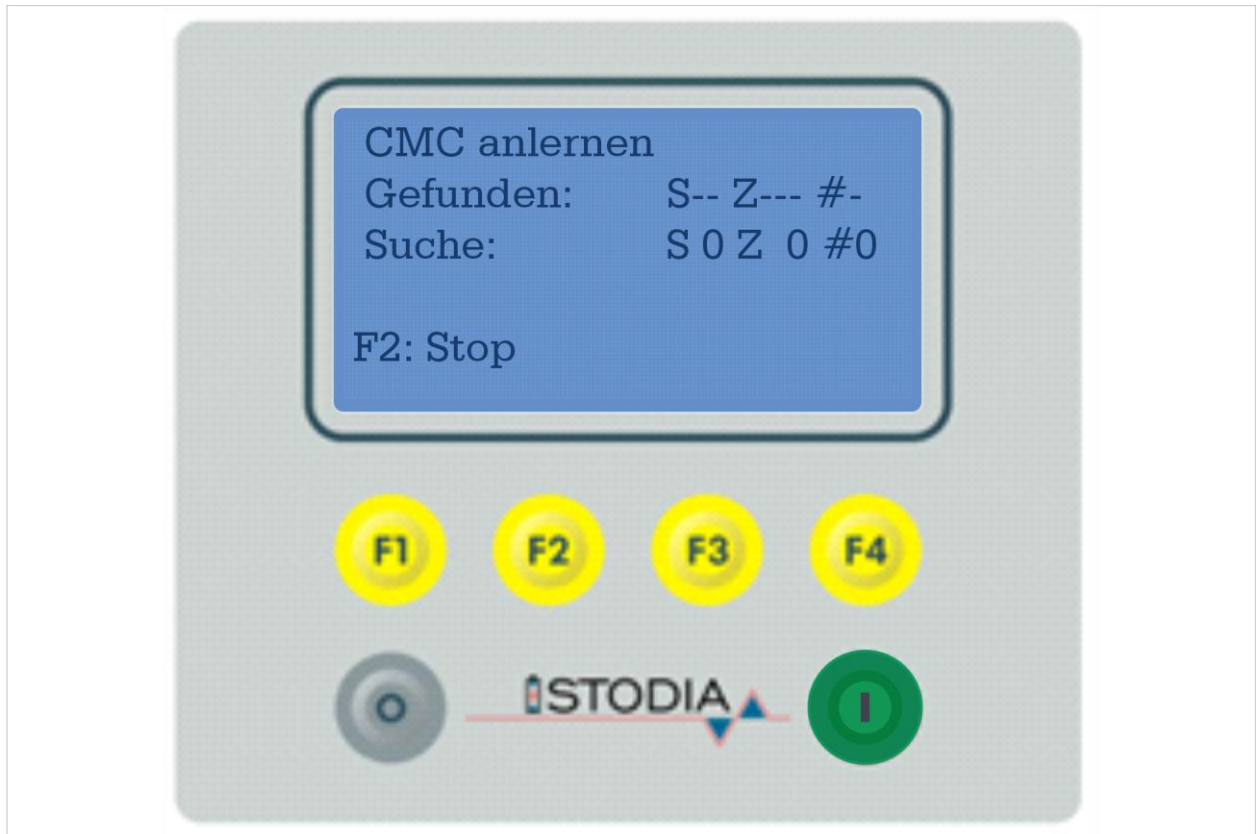 CMC anlernen
Gefunden: S-- Z--- #-
Suche: S 0 Z 0 #0
F2: Stop
F1 F2 F3 F4
O STODIA I